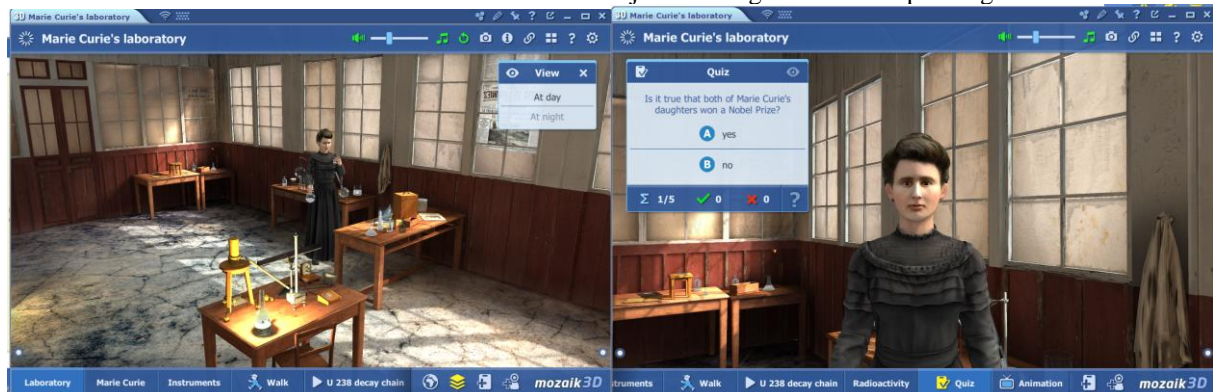 3D Marie Curie's laboratory
Marie Curie's laboratory
View
At day
At night
Laboratory
Marie Curie
Instruments
Walk
U 238 decay chain
mozaik3D
3D Marie Curie's laboratory
Marie Curie's laboratory
Quiz
Is it true that both of Marie Curie's
daughters won a Nobel Prize?
A yes
B no
Σ 1/5 0 0 ?
truments
Walk
U 238 decay chain
Radioactivity
Quiz
Animation
mozaik3D